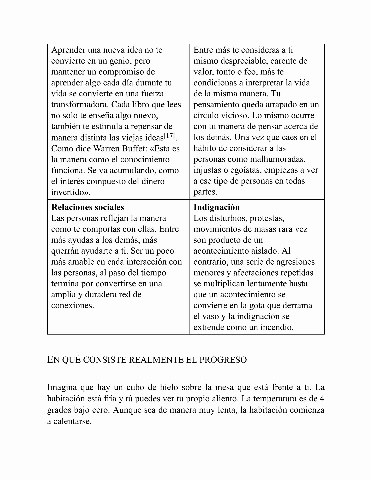 Aprender una nueva idea no te
convierte en un genio, pero
mantener un compromiso de
aprender algo cada día durante tu
vida se convierte en una fuerza
transformadora. Cada libro que lees
no solo te enseña algo nuevo,
también te estimula a repensar de
manera distinta las viejas ideas[17].
Como dice Warren Buffet: «Esta es
la manera como el conocimiento
funciona. Se va acumulando, como
el interés compuesto del dinero
invertido».
Relaciones sociales
Las personas reflejan la manera
como te comportas con ellas. Entre
más ayudas a los demás, más
querrán ayudarte a ti. Ser un poco
más amable en cada interacción con
las personas, al paso del tiempo
termina por convertirse en una
amplia y duradera red de
conexiones.
Entre más te consideras a ti
mismo despreciable, carente de
valor, tonto o feo, más te
condicionas a interpretar la vida
de la misma manera. Tu
pensamiento queda atrapado en un
círculo vicioso. Lo mismo ocurre
con tu manera de pensar acerca de
los demás. Una vez que caes en el
hábito de considerar a las
personas como malhumoradas,
injustas o egoístas, empiezas a ver
a ese tipo de personas en todas
partes.
Indignación
Los disturbios, protestas,
movimientos de masas rara vez
son producto de un
acontecimiento aislado. Al
contrario, una serie de agresiones
menores y afectaciones repetidas
se multiplican lentamente hasta
que un acontecimiento se
convierte en la gota que derrama
el vaso y la indignación se
extiende como un incendio.
EN QUE CONSISTE REALMENTE EL PROGRESO
Imagina que hay un cubo de hielo sobre la mesa que está frente a ti. La
habitación está fría y tú puedes ver tu propio aliento. La temperatura es de 4
grados bajo cero. Aunque sea de manera muy lenta, la habitación comienza
a calentarse.